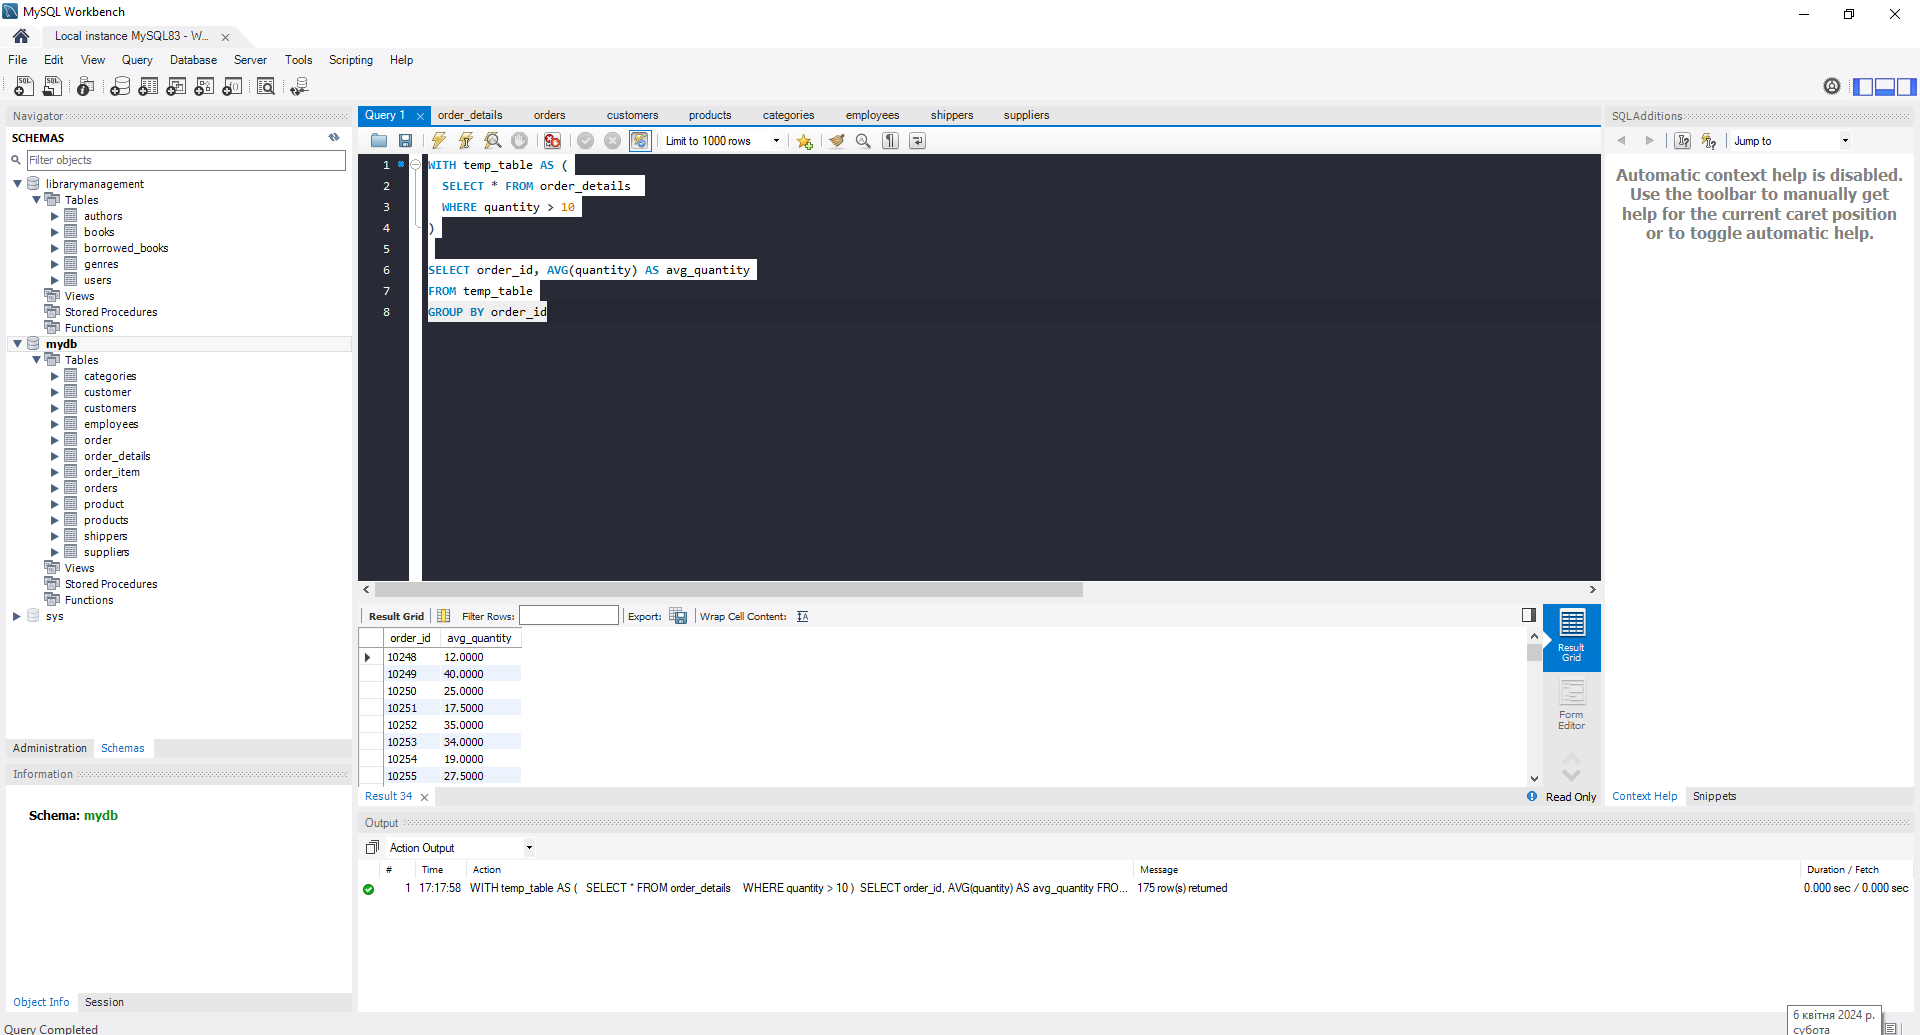 MySQL Workbench
Local instance MySQL83 - W...
File Edit View Query Database Server Tools Scripting Help
Navigator
SCHEMAS
Filter objects
librarymanagement
Tables
authors
books
borrowed_books
genres
users
Views
Stored Procedures
Functions
mydb
Tables
categories
customer
customers
employees
order
order_details
order_item
orders
product
products
shippers
suppliers
Views
Stored Procedures
Functions
sys
Administration Schemas
Information
Schema: mydb
Object Info Session
Query 1 order_details orders customers products categories employees shippers suppliers
Limit to 1000 rows
1 WITH temp_table AS (
2 SELECT * FROM order_details
3 WHERE quantity > 10
4 )
5
6 SELECT order_id, AVG(quantity) AS avg_quantity
7 FROM temp_table
8 GROUP BY order_id
Result Grid Filter Rows: Export: Wrap Cell Content:
order_id avg_quantity
10248 12.0000
10249 40.0000
10250 25.0000
10251 17.5000
10252 35.0000
10253 34.0000
10254 19.0000
10255 27.5000
Result Grid
Form Editor
Result 34
Read Only
Output
Action Output
# Time Action Message Duration / Fetch
1 17:17:58 WITH temp_table AS ( SELECT * FROM order_details WHERE quantity > 10 ) SELECT order_id, AVG(quantity) AS avg_quantity FRO... 175 row(s) returned 0.000 sec / 0.000 sec
SQLAdditions
Jump to
Automatic context help is disabled.
Use the toolbar to manually get
help for the current caret position
or to toggle automatic help.
Context Help Snippets
Query Completed
6 квітня 2024 р.
субота